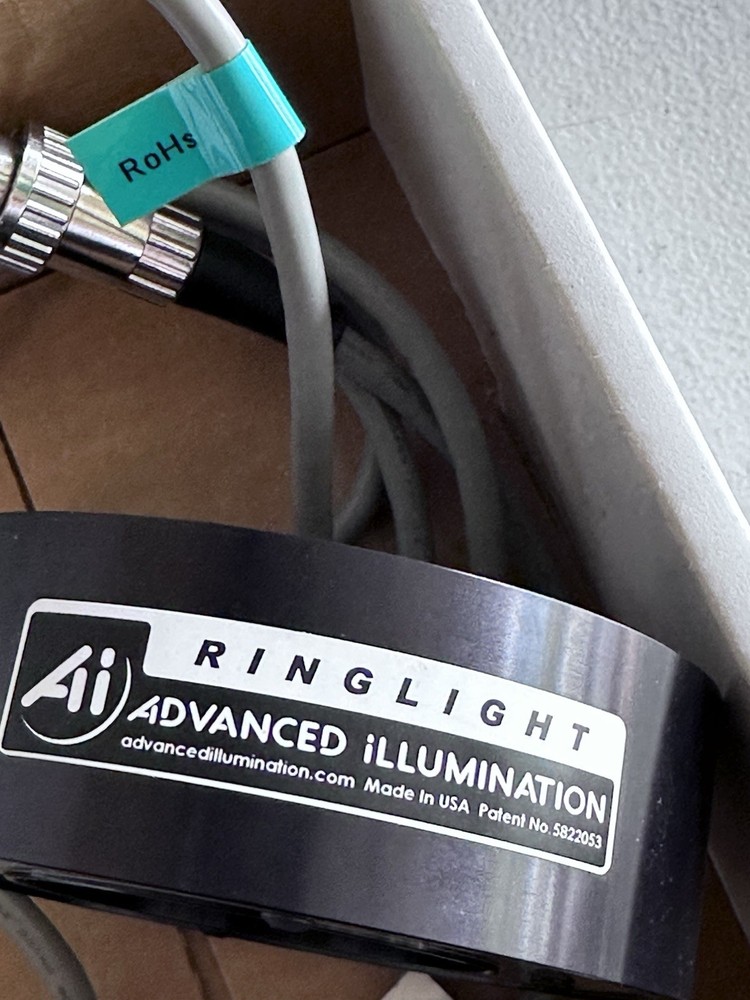 RoHs
RINGLIGHT
Ai ADVANCED iLLUMINATION
advancedillumination.com Made In USA Patent No. 5822053